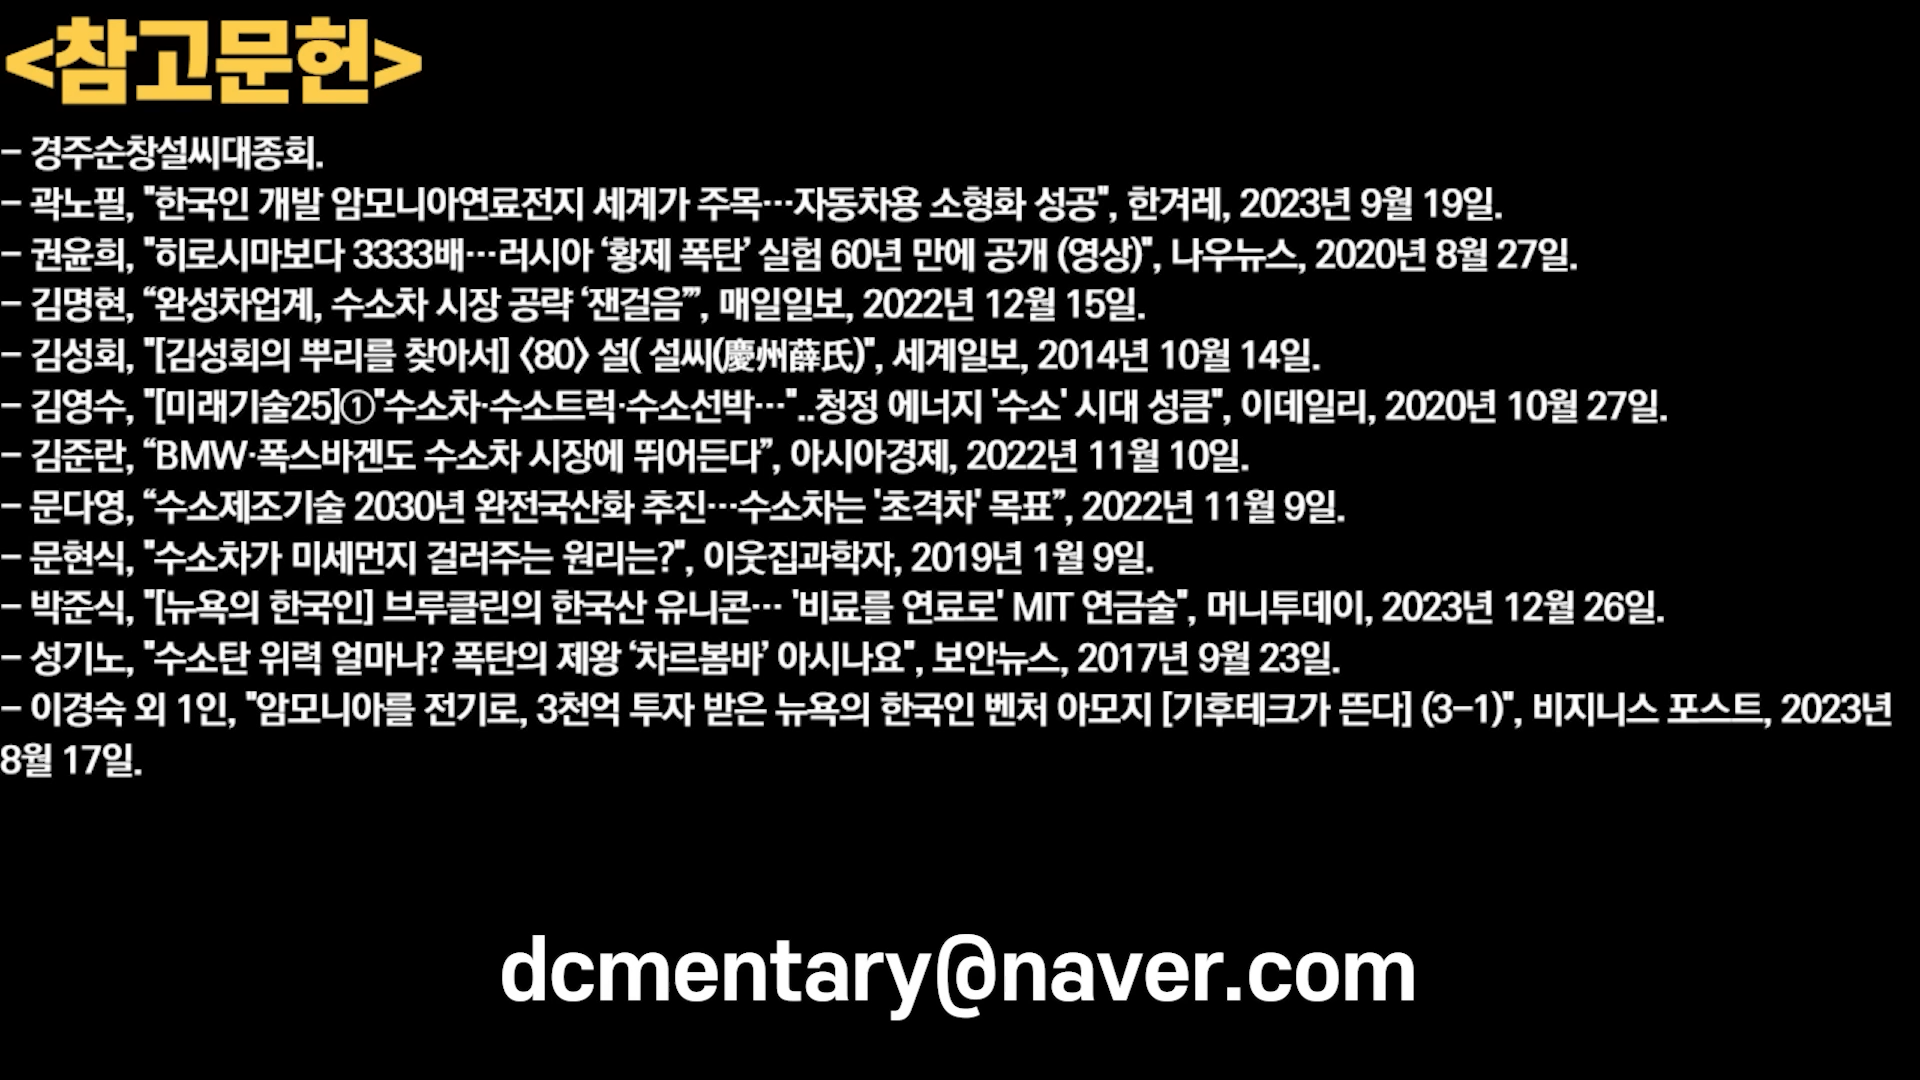 <참고문헌>
- 경주순창설씨대종회.
- 곽노필, "한국인 개발 암모니아연료전지 세계가 주목…자동차용 소형화 성공", 한겨레, 2023년 9월 19일.
- 권윤희, "히로시마보다 3333배…러시아 ‘황제 폭탄’ 실험 60년 만에 공개 (영상)", 나우뉴스, 2020년 8월 27일.
- 김명현, “완성차업계, 수소차 시장 공략 ‘잰걸음’”, 매일일보, 2022년 12월 15일.
- 김성회, "[김성회의 뿌리를 찾아서] <80> 설( 설씨(慶州薛氏)", 세계일보, 2014년 10월 14일.
- 김영수, "[미래기술25]①"수소차·수소트럭·수소선박…"..청정 에너지 '수소' 시대 성큼", 이데일리, 2020년 10월 27일.
- 김준란, “BMW·폭스바겐도 수소차 시장에 뛰어든다”, 아시아경제, 2022년 11월 10일.
- 문다영, “수소제조기술 2030년 완전국산화 추진…수소차는 '초격차' 목표”, 2022년 11월 9일.
- 문현식, "수소차가 미세먼지 걸러주는 원리는?", 이웃집과학자, 2019년 1월 9일.
- 박준식, "[뉴욕의 한국인] 브루클린의 한국산 유니콘… '비료를 연료로' MIT 연금술", 머니투데이, 2023년 12월 26일.
- 성기노, "수소탄 위력 얼마나? 폭탄의 제왕 ‘차르봄바’ 아시나요", 보안뉴스, 2017년 9월 23일.
- 이경숙 외 1인, "암모니아를 전기로, 3천억 투자 받은 뉴욕의 한국인 벤처 아모지 [기후테크가 뜬다] (3-1)", 비지니스 포스트, 2023년
8월 17일.
dcmentary@naver.com